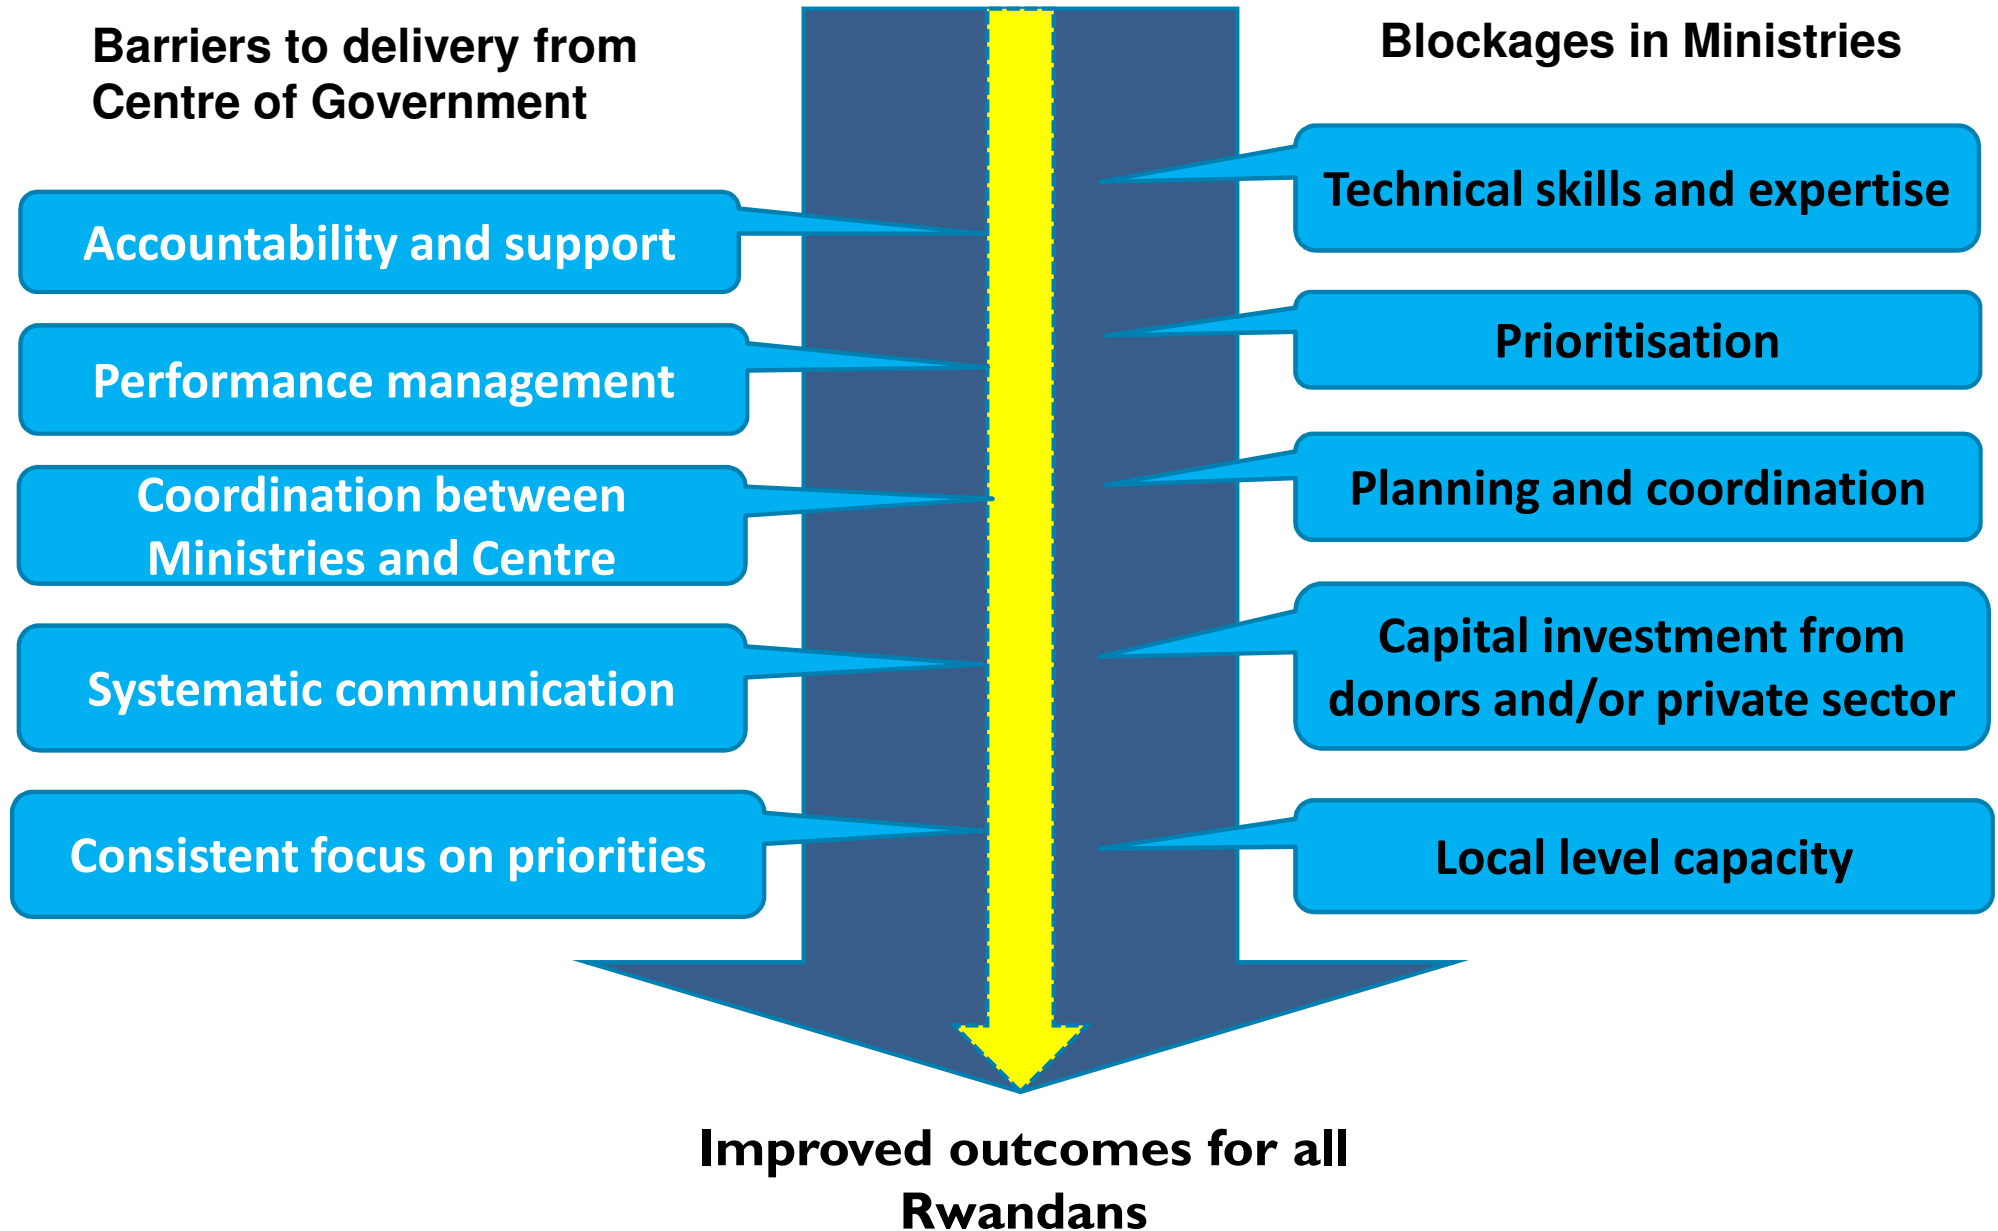 Barriers to delivery from
Centre of Government
Accountability and support
Performance management
Coordination between
Ministries and Centre
Systematic communication
Consistent focus on priorities
Blockages in Ministries
Technical skills and expertise
Prioritisation
Planning and coordination
Capital investment from
donors and/or private sector
Local level capacity
Improved outcomes for all
Rwandans